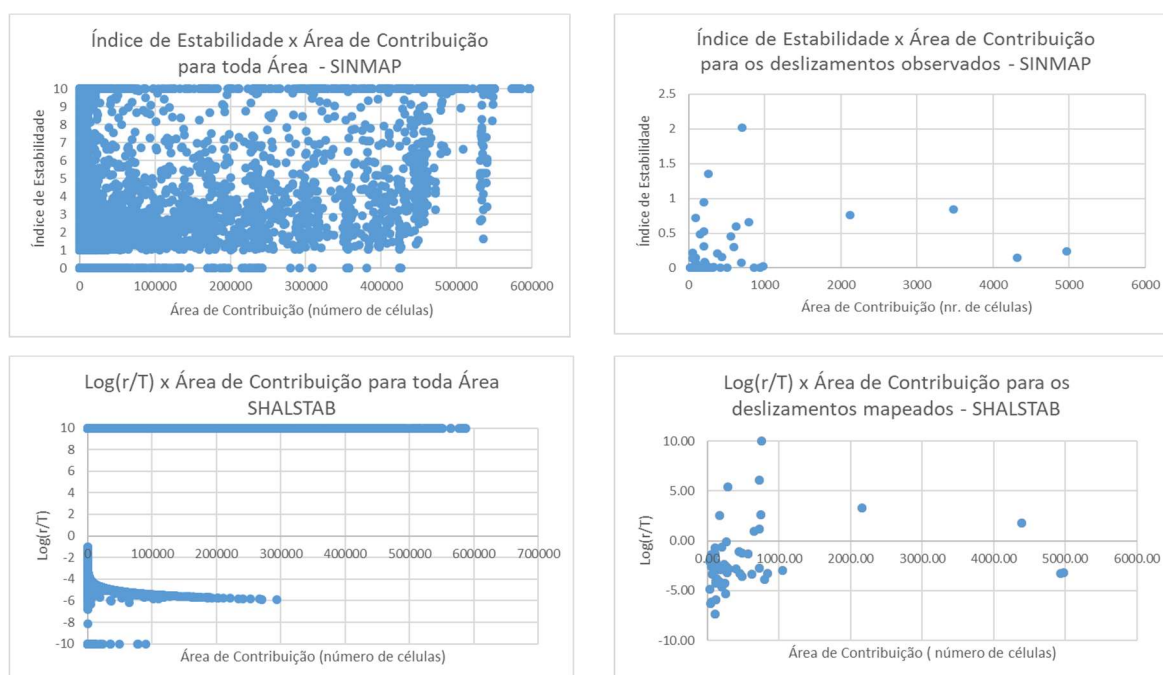 Índice de Estabilidade x Área de Contribuição
para toda Área - SINMAP
Índice de Estabilidade
10
9
8
7
6
5
4
3
2
1
0
0 100000 200000 300000 400000 500000 600000
Área de Contribuição (número de células)
Índice de Estabilidade x Área de Contribuição
para os deslizamentos observados - SINMAP
Índice de Estabilidade
2.5
2
1.5
1
0.5
0
0 1000 2000 3000 4000 5000 6000
Área de Contribuição (nr. de células)
Log(r/T) x Área de Contribuição para toda Área
SHALSTAB
Log(r/T)
10
8
6
4
2
0
0 100000 200000 300000 400000 500000 600000 700000
-2
-4
-6
-8
-10
Área de Contribuição (número de células)
Log(r/T) x Área de Contribuição para os
deslizamentos mapeados - SHALSTAB
Log(r/T)
10.00
5.00
0.00
0.00 1000.00 2000.00 3000.00 4000.00 5000.00 6000.00
-5.00
-10.00
Área de Contribuição ( número de células)